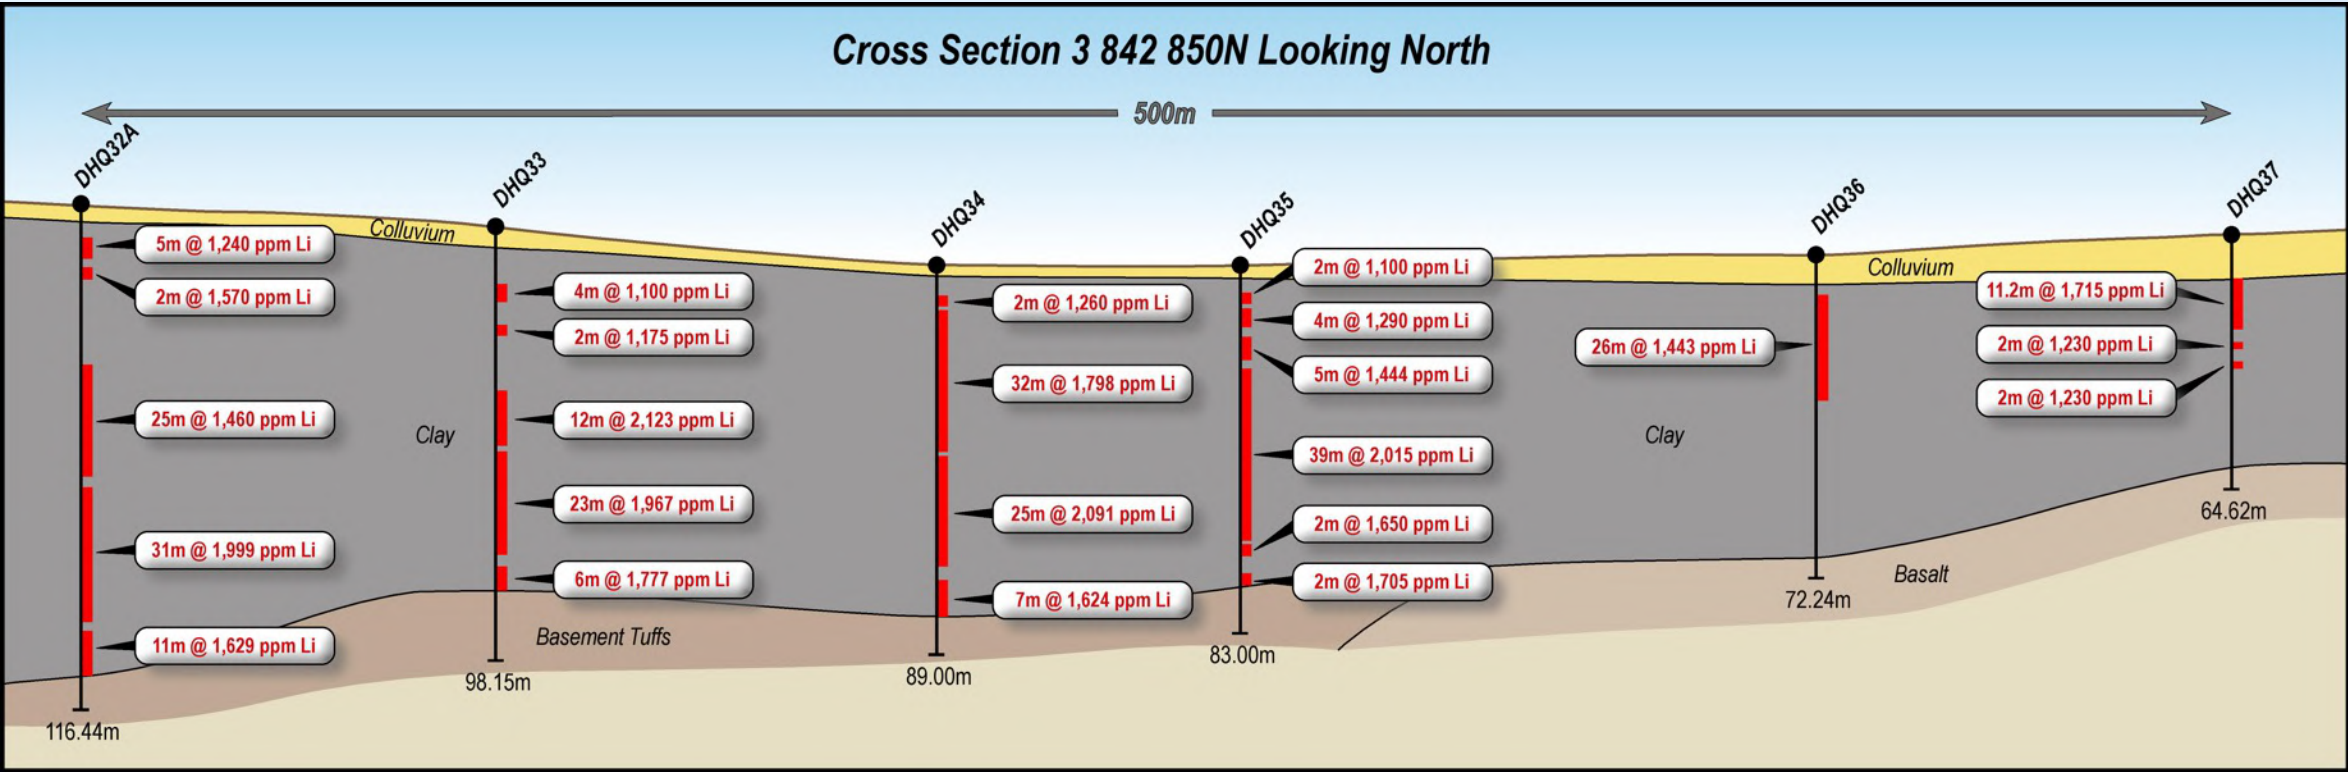 Cross Section 3 842 850N Looking North
500m
DHQ32A
DHQ33
DHQ34
DHQ35
DHQ36
DHQ37
Colluvium
Colluvium
5m @ 1,240 ppm Li
2m @ 1,570 ppm Li
25m @ 1,460 ppm Li
31m @ 1,999 ppm Li
11m @ 1,629 ppm Li
116.44m
Clay
4m @ 1,100 ppm Li
2m @ 1,175 ppm Li
12m @ 2,123 ppm Li
23m @ 1,967 ppm Li
6m @ 1,777 ppm Li
Basement Tuffs
98.15m
2m @ 1,260 ppm Li
32m @ 1,798 ppm Li
25m @ 2,091 ppm Li
7m @ 1,624 ppm Li
89.00m
2m @ 1,100 ppm Li
4m @ 1,290 ppm Li
5m @ 1,444 ppm Li
39m @ 2,015 ppm Li
2m @ 1,650 ppm Li
2m @ 1,705 ppm Li
83.00m
26m @ 1,443 ppm Li
Clay
72.24m
Basalt
11.2m @ 1,715 ppm Li
2m @ 1,230 ppm Li
2m @ 1,230 ppm Li
64.62m